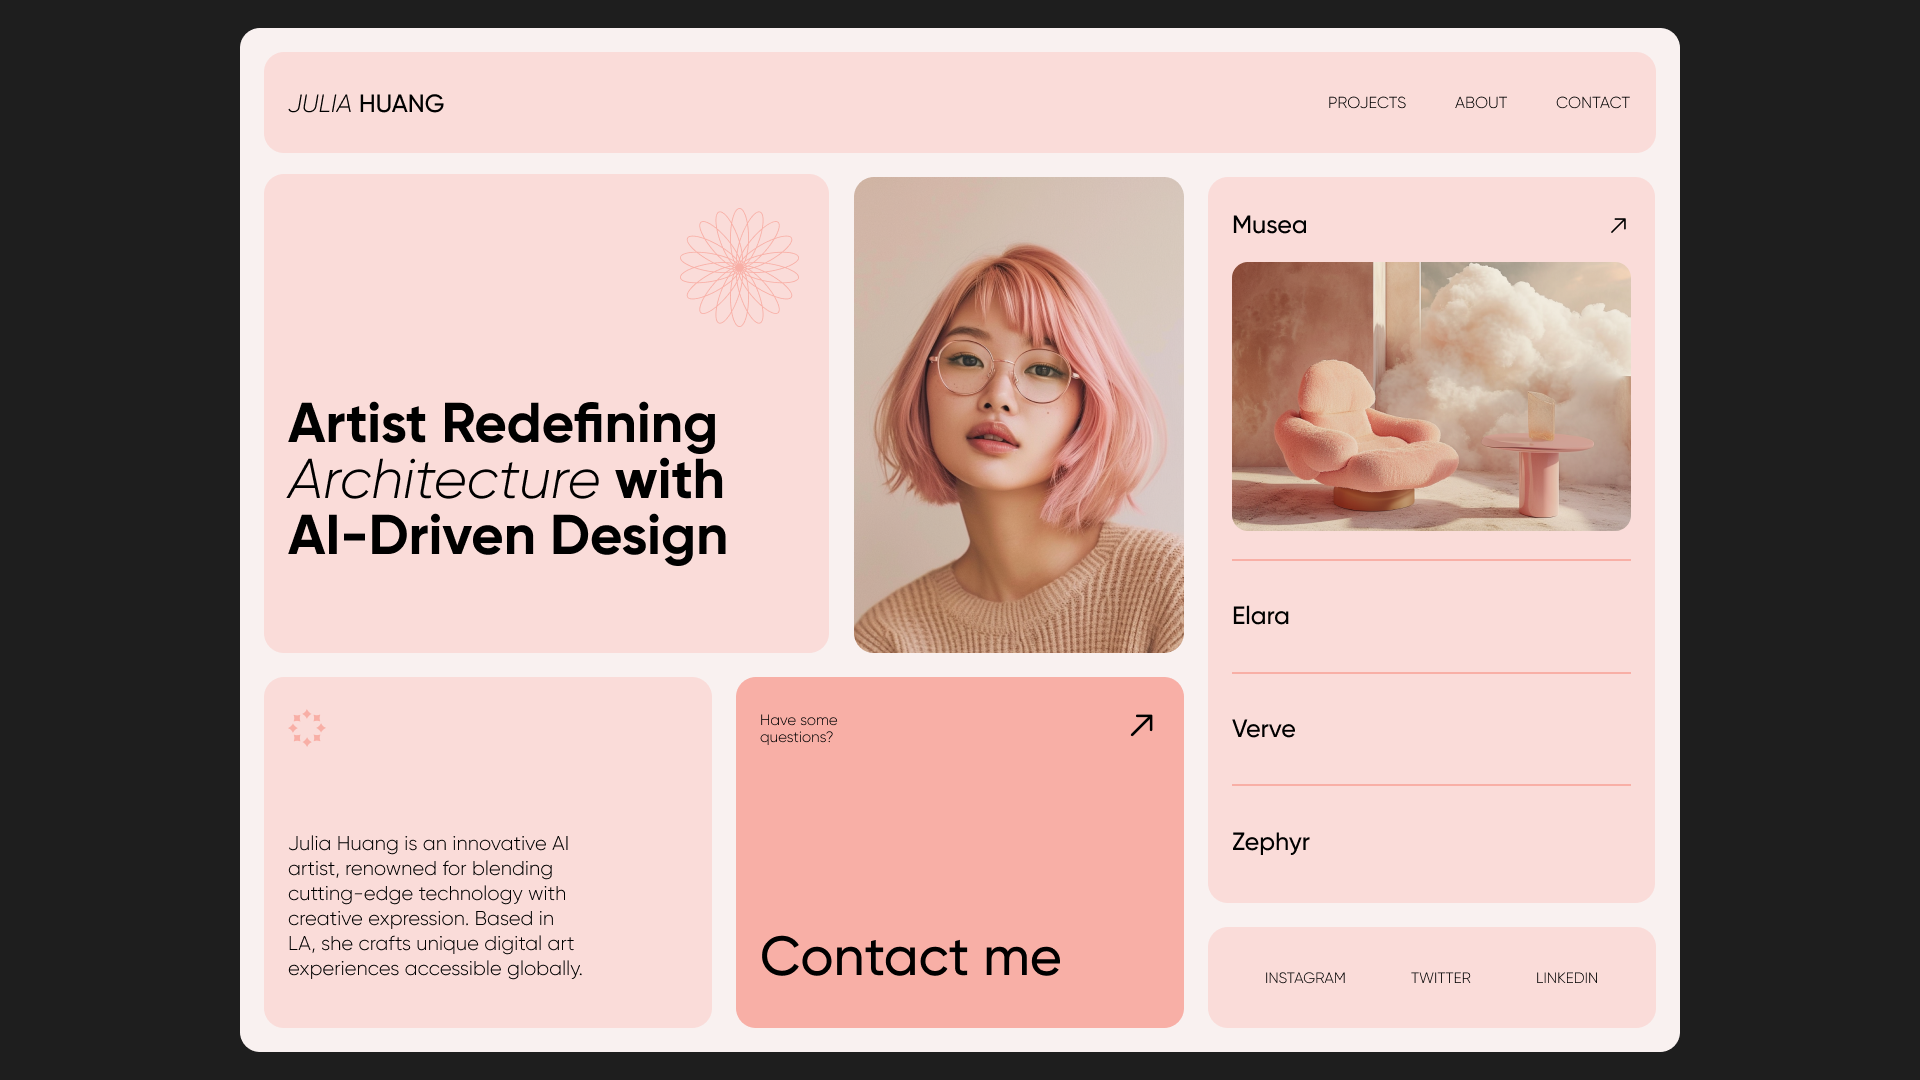 JULIA HUANG
PROJECTS
ABOUT
CONTACT
Artist Redefining
Architecture with
AI-Driven Design
Musea
Elara
Verve
Zephyr
Julia Huang is an innovative AI
artist, renowned for blending
cutting-edge technology with
creative expression. Based in
LA, she crafts unique digital art
experiences accessible globally.
Have some
questions?
Contact me
INSTAGRAM
TWITTER
LINKEDIN